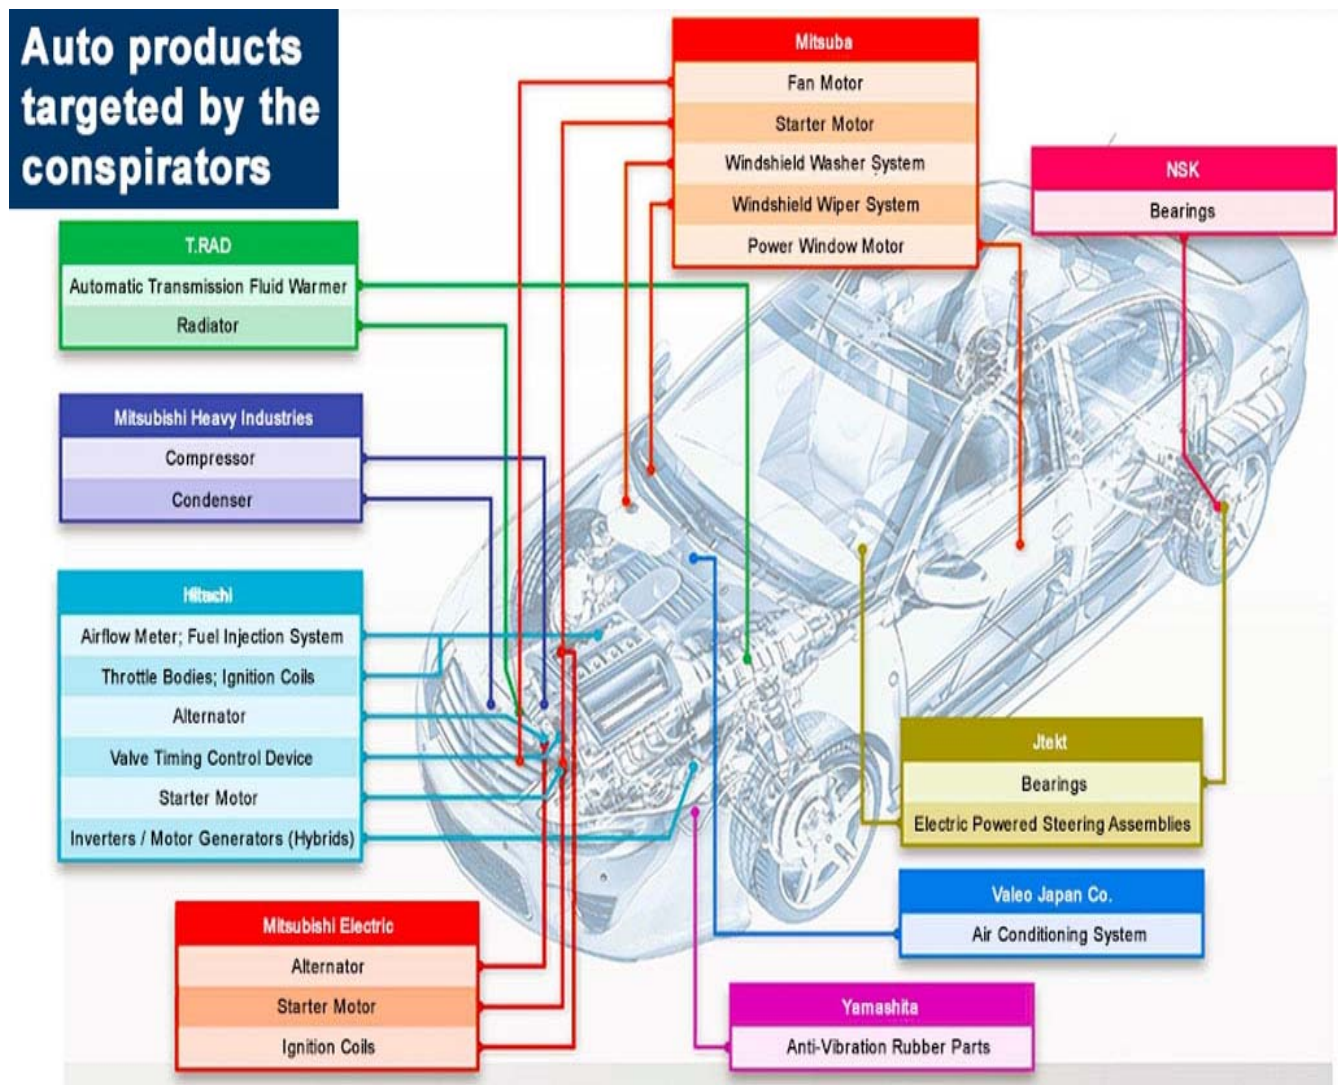 Auto products
targeted by the
conspirators
Mitsuba
Fan Motor
Starter Motor
Windshield Washer System
Windshield Wiper System
Power Window Motor
NSK
Bearings
T.RAD
Automatic Transmission Fluid Warmer
Radiator
Mitsubishi Heavy Industries
Compressor
Condenser
Hitachi
Airflow Meter; Fuel Injection System
Throttle Bodies; Ignition Coils
Alternator
Valve Timing Control Device
Starter Motor
Inverters / Motor Generators (Hybrids)
Jtekt
Bearings
Electric Powered Steering Assemblies
Valeo Japan Co.
Air Conditioning System
Mitsubishi Electric
Alternator
Starter Motor
Ignition Coils
Yamashita
Anti-Vibration Rubber Parts